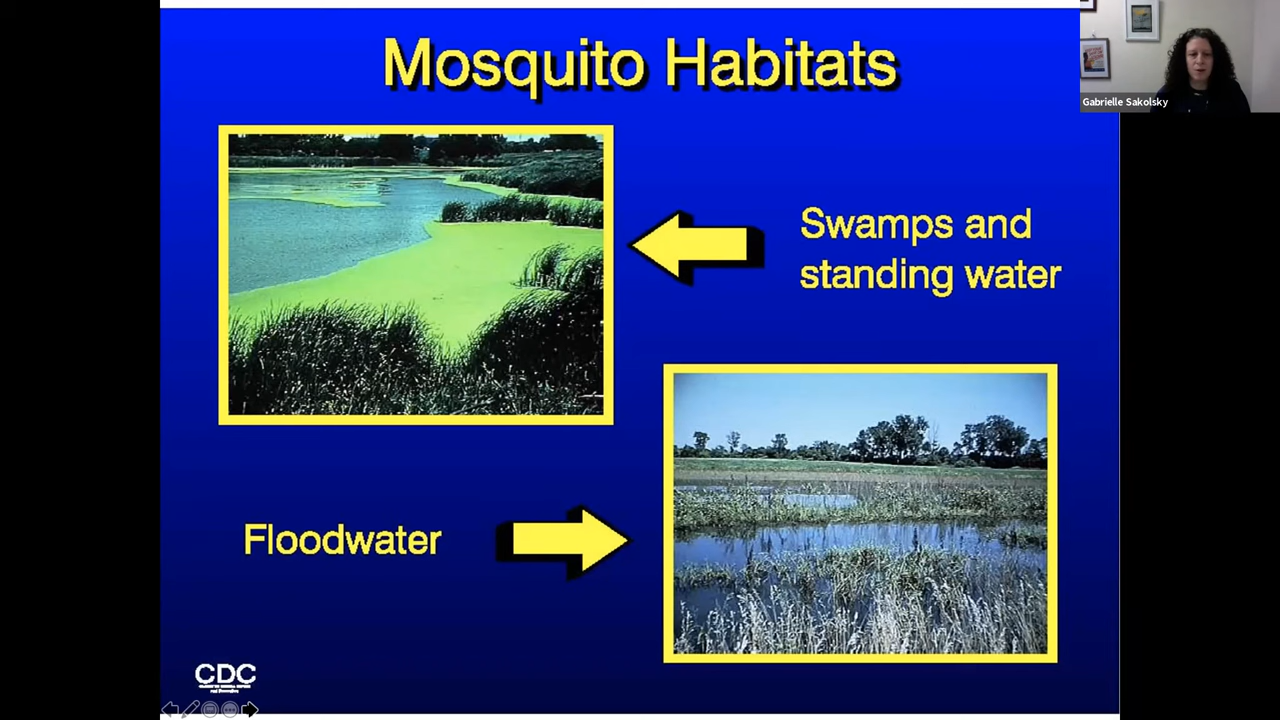 Mosquito Habitats
Gabrielle Sakolsky
Swamps and
standing water
Floodwater
CDC